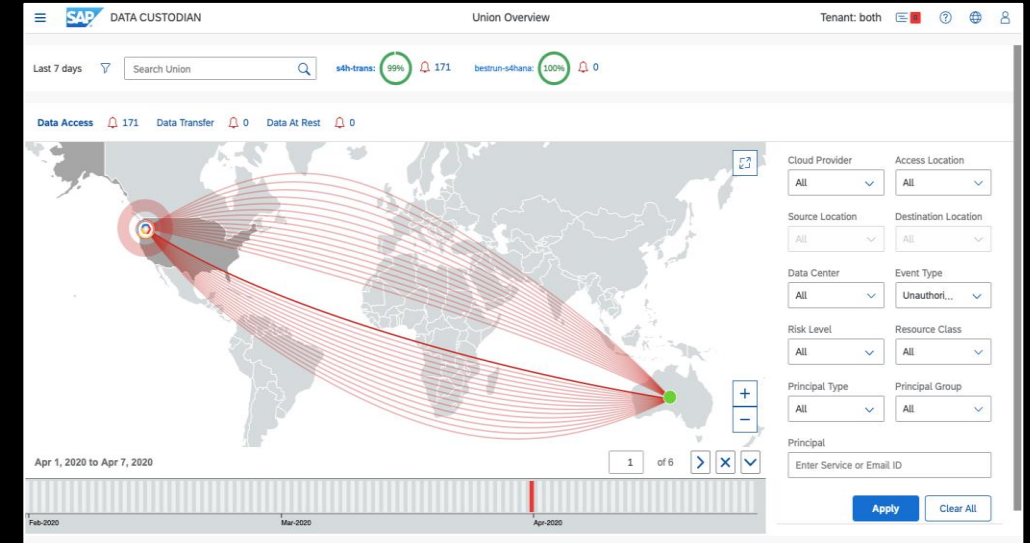 SAP DATA CUSTODIAN Union Overview Tenant: both
Last 7 days Search Union s4h-trans: 99% 171 bestrun-s4hana: 100% 0
Data Access 171 Data Transfer 0 Data At Rest 0
Cloud Provider Access Location
All All
Source Location Destination Location
All All
Data Center Event Type
All Unauthori...
Risk Level Resource Class
All All
Principal Type Principal Group
All All
Principal
Enter Service or Email ID
Apply Clear All
+
−
Apr 1, 2020 to Apr 7, 2020 1 of 6
Feb-2020 Mar-2020 Apr-2020